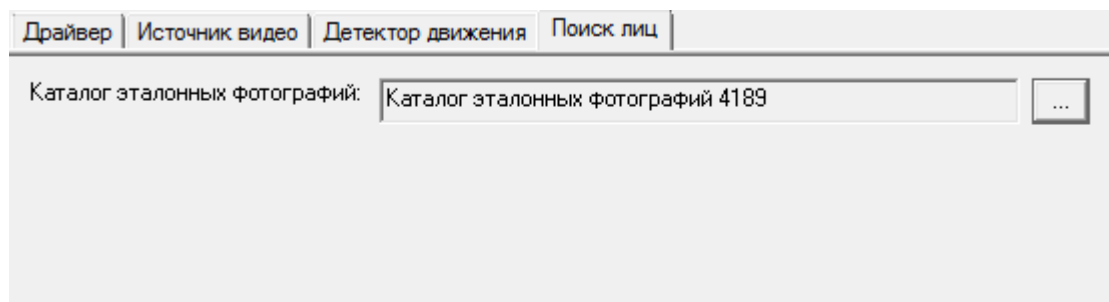 Драйвер Источник видео Детектор движения Поиск лиц
Каталог эталонных фотографий: Каталог эталонных фотографий 4189 ...